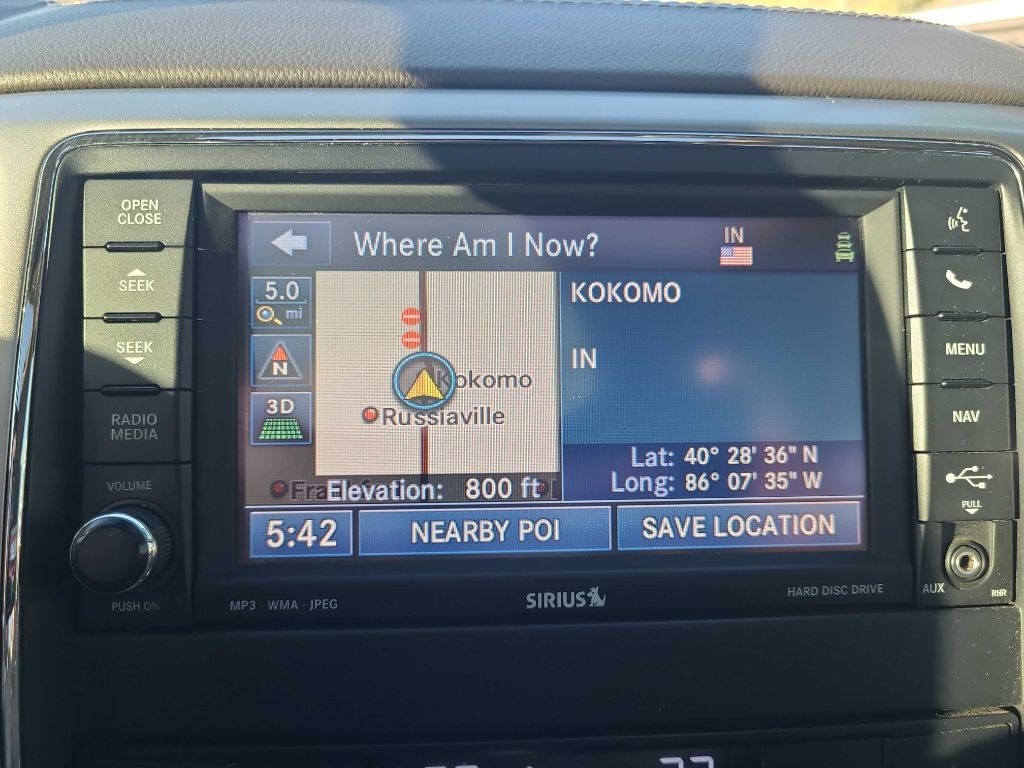 OPEN
CLOSE
SEEK
SEEK
RADIO
MEDIA
VOLUME
PUSH ON
Where Am I Now?
IN
5.0
mi
N
3D
Kokomo
Russiaville
Elevation: 800 ft
KOKOMO
IN
Lat: 40° 28' 36" N
Long: 86° 07' 35" W
5:42
NEARBY POI
SAVE LOCATION
MP3 · WMA · JPEG
SIRIUS
HARD DISC DRIVE
MENU
NAV
PULL
AUX
RHR